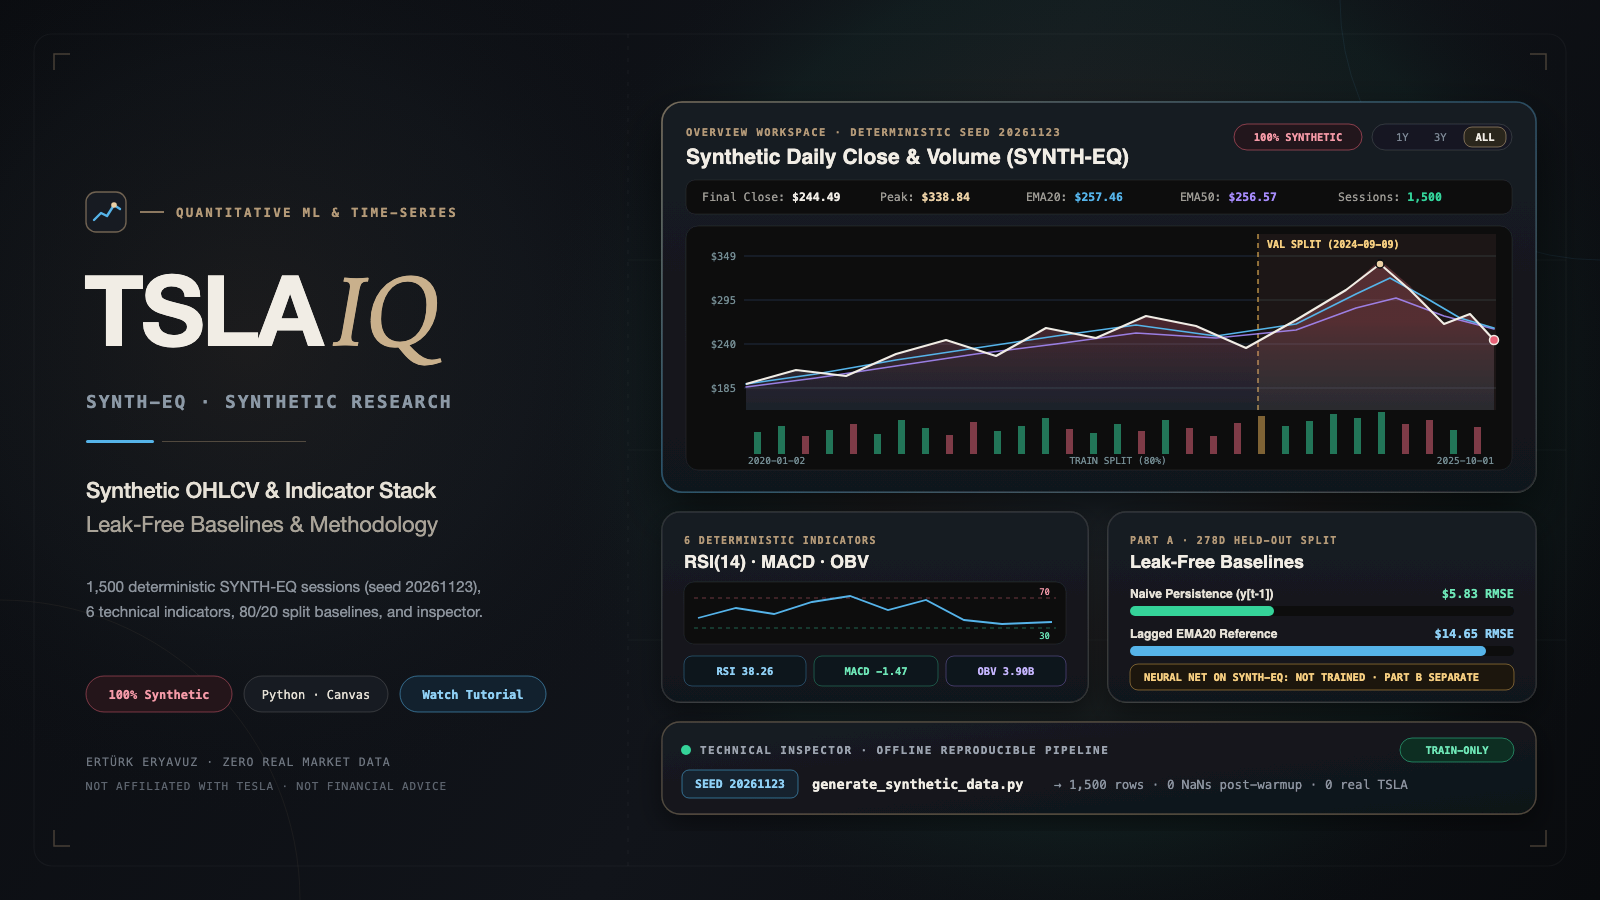 QUANTITATIVE ML & TIME-SERIES
TSLA IQ
SYNTH-EQ · SYNTHETIC RESEARCH
Synthetic OHLCV & Indicator Stack
Leak-Free Baselines & Methodology
1,500 deterministic SYNTH-EQ sessions (seed 20261123),
6 technical indicators, 80/20 split baselines, and inspector.
100% Synthetic
Python · Canvas
Watch Tutorial
ERTÜRK ERYAVUZ · ZERO REAL MARKET DATA
NOT AFFILIATED WITH TESLA · NOT FINANCIAL ADVICE
OVERVIEW WORKSPACE · DETERMINISTIC SEED 20261123
Synthetic Daily Close & Volume (SYNTH-EQ)
100% SYNTHETIC
1Y 3Y ALL
Final Close: $244.49 Peak: $338.84 EMA20: $257.46 EMA50: $256.57 Sessions: 1,500
VAL SPLIT (2024-09-09)
$349
$295
$240
$185
2020-01-02 TRAIN SPLIT (80%) 2025-10-01
6 DETERMINISTIC INDICATORS
RSI(14) · MACD · OBV
70
30
RSI 38.26
MACD -1.47
OBV 3.90B
PART A · 278D HELD-OUT SPLIT
Leak-Free Baselines
Naive Persistence (y[t-1]) $5.83 RMSE
Lagged EMA20 Reference $14.65 RMSE
NEURAL NET ON SYNTH-EQ: NOT TRAINED · PART B SEPARATE
TECHNICAL INSPECTOR · OFFLINE REPRODUCIBLE PIPELINE
TRAIN-ONLY
SEED 20261123 generate_synthetic_data.py → 1,500 rows · 0 NaNs post-warmup · 0 real TSLA